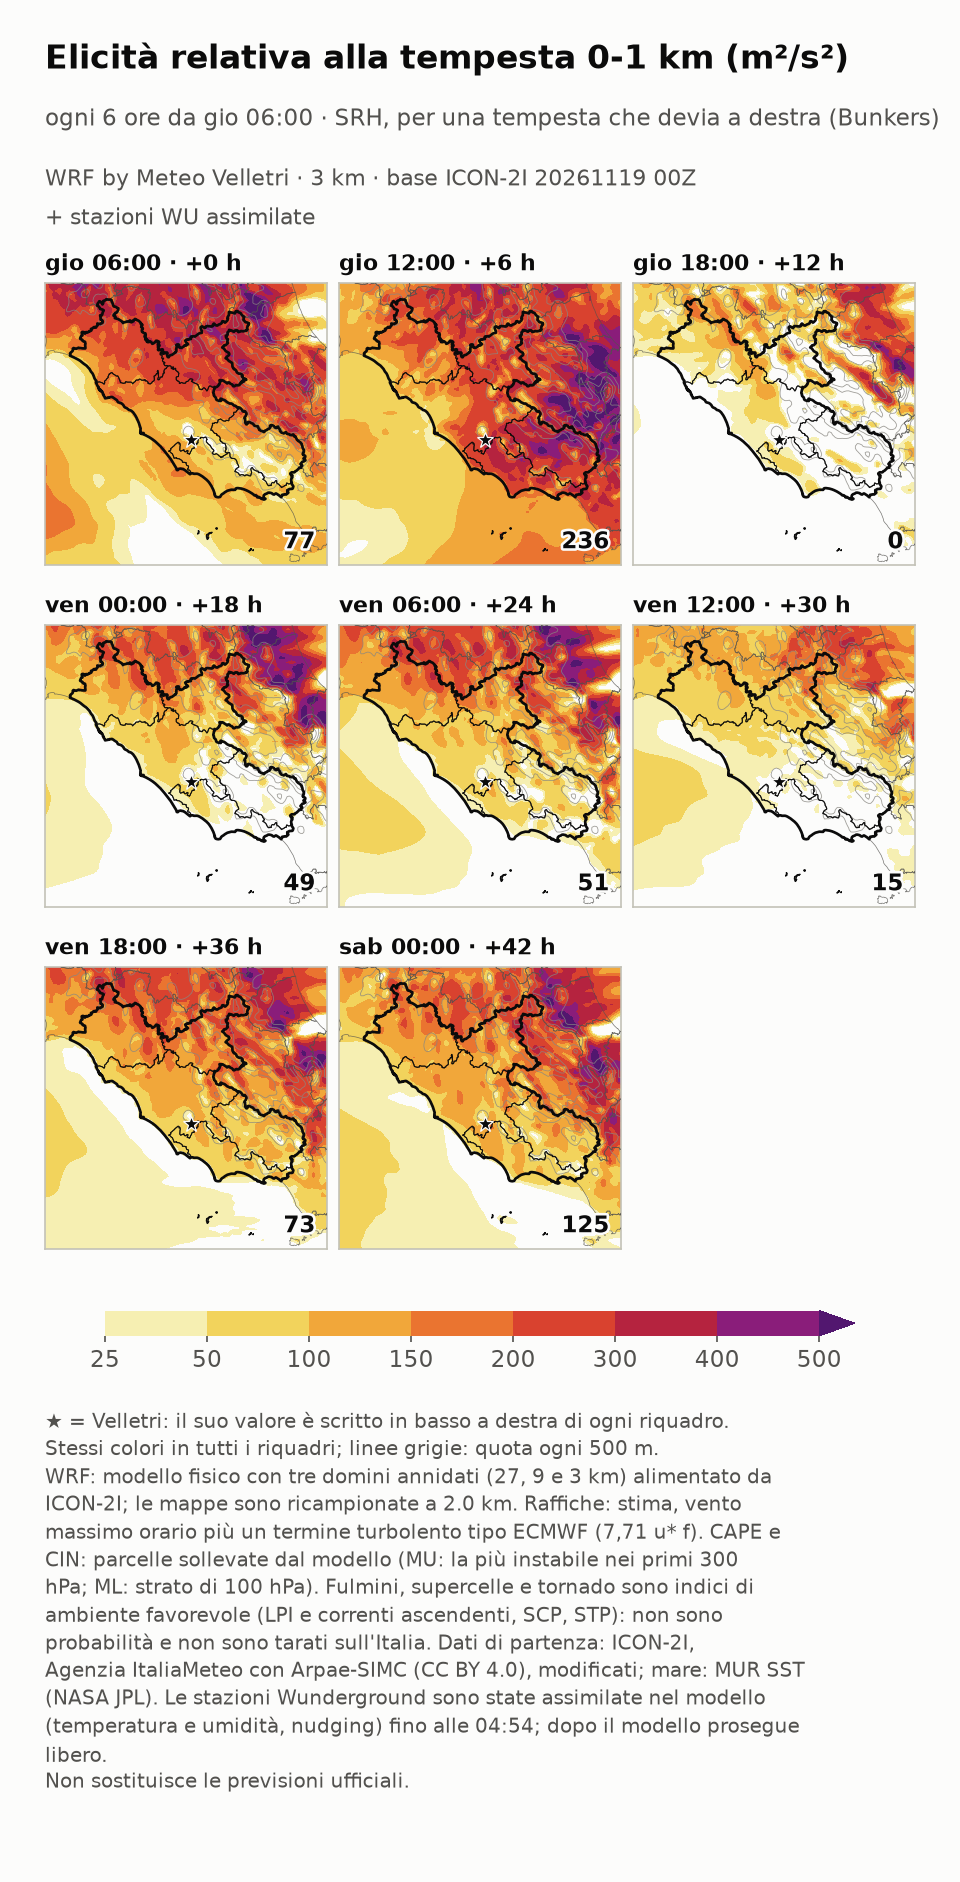 Elicità relativa alla tempesta 0-1 km (m²/s²)
ogni 6 ore da gio 06:00 · SRH, per una tempesta che devia a destra (Bunkers)
WRF by Meteo Velletri · 3 km · base ICON-2I 20261119 00Z
+ stazioni WU assimilate
gio 06:00 · +0 h
gio 12:00 · +6 h
gio 18:00 · +12 h
77
236
0
ven 00:00 · +18 h
ven 06:00 · +24 h
ven 12:00 · +30 h
49
51
15
ven 18:00 · +36 h
sab 00:00 · +42 h
73
125
25 50 100 150 200 300 400 500
★ = Velletri: il suo valore è scritto in basso a destra di ogni riquadro.
Stessi colori in tutti i riquadri; linee grigie: quota ogni 500 m.
WRF: modello fisico con tre domini annidati (27, 9 e 3 km) alimentato da
ICON-2I; le mappe sono ricampionate a 2.0 km. Raffiche: stima, vento
massimo orario più un termine turbolento tipo ECMWF (7,71 u* f). CAPE e
CIN: parcelle sollevate dal modello (MU: la più instabile nei primi 300
hPa; ML: strato di 100 hPa). Fulmini, supercelle e tornado sono indici di
ambiente favorevole (LPI e correnti ascendenti, SCP, STP): non sono
probabilità e non sono tarati sull'Italia. Dati di partenza: ICON-2I,
Agenzia ItaliaMeteo con Arpae-SIMC (CC BY 4.0), modificati; mare: MUR SST
(NASA JPL). Le stazioni Wunderground sono state assimilate nel modello
(temperatura e umidità, nudging) fino alle 04:54; dopo il modello prosegue
libero.
Non sostituisce le previsioni ufficiali.